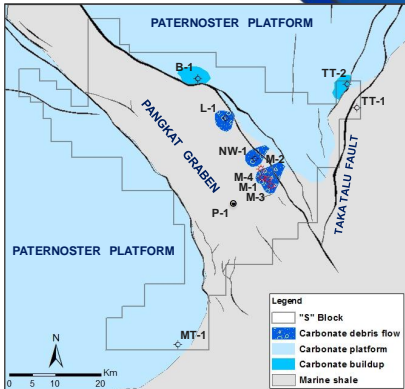 PATERNOSTER PLATFORM
B-1
TT-2
TT-1
L-1
PANGKAT GRABEN
NW-1
M-2
M-4
M-1
M-3
P-1
TAKATALU FAULT
PATERNOSTER PLATFORM
MT-1
N
Km
0 5 10 20
Legend
"S" Block
Carbonate debris flow
Carbonate platform
Carbonate buildup
Marine shale